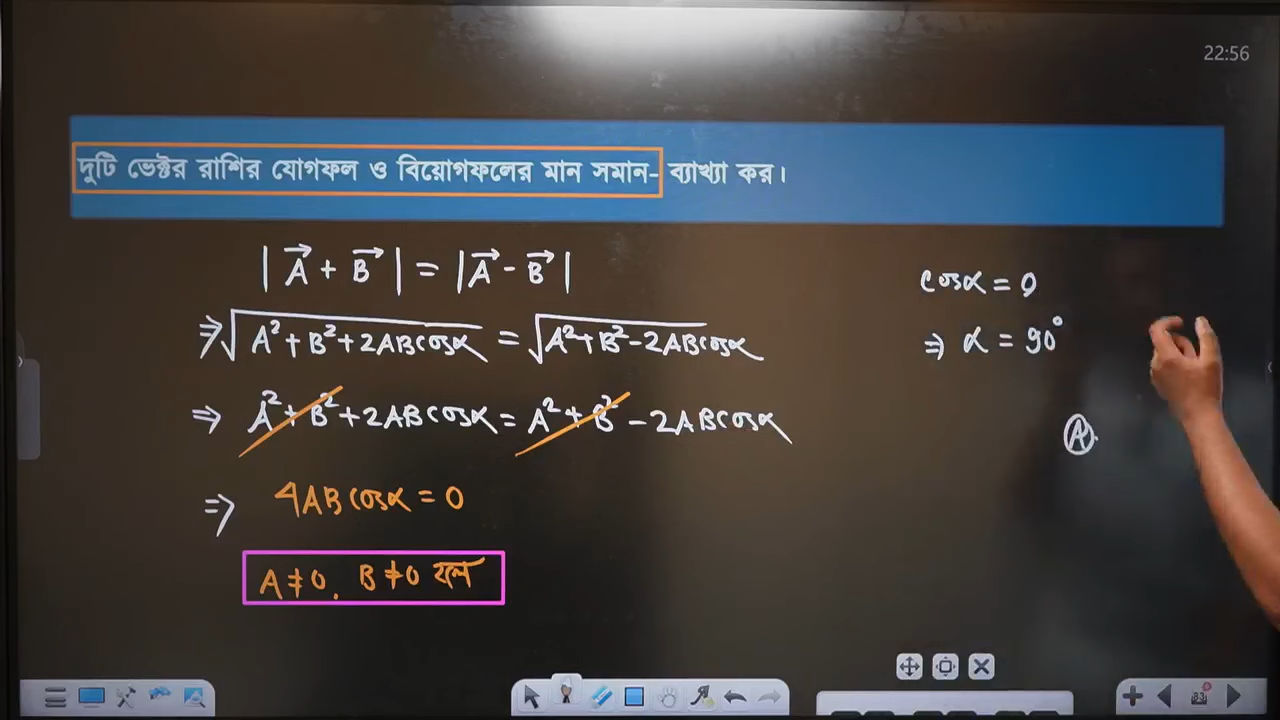 22:56
দুটি ভেক্টর রাশির যোগফল ও বিয়োগফলের মান সমান- ব্যাখ্যা কর।
|A⃗ + B⃗| = |A⃗ - B⃗|
⇒ √(A² + B² + 2ABcosα) = √(A² + B² - 2ABcosα)
⇒ A² + B² + 2ABcosα = A² + B² - 2ABcosα
⇒ 4ABcosα = 0
A ≠ 0, B ≠ 0 হলে
cosα = 0
⇒ α = 90°
A
83